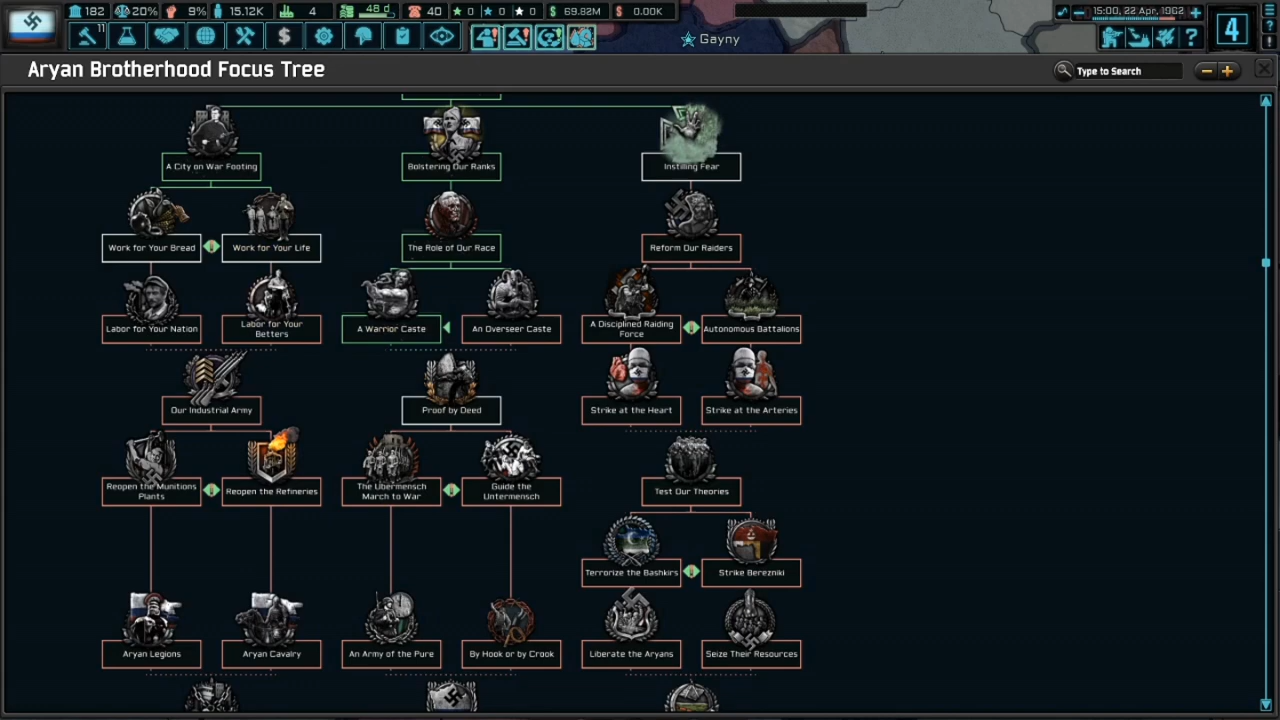 182 20% 9% 15.12K 4 48 d 40 0 0 0 69.82M 0.00K
15:00, 22 Apr, 1962
11
4
Gayny
Aryan Brotherhood Focus Tree
Type to Search
A City on War Footing
Bolstering Our Ranks
Instilling Fear
Work for Your Bread
Work for Your Life
The Role of Our Race
Reform Our Raiders
Labor for Your Nation
Labor for Your
Betters
A Warrior Caste
An Overseer Caste
A Disciplined Raiding
Force
Autonomous Battalions
Our Industrial Army
Proof by Deed
Strike at the Heart
Strike at the Arteries
Reopen the Munitions
Plants
Reopen the Refineries
The Ubermensch
March to War
Guide the
Untermensch
Test Our Theories
Terrorize the Bashkirs
Strike Berezniki
Aryan Legions
Aryan Cavalry
An Army of the Pure
By Hook or by Crook
Liberate the Aryans
Seize Their Resources